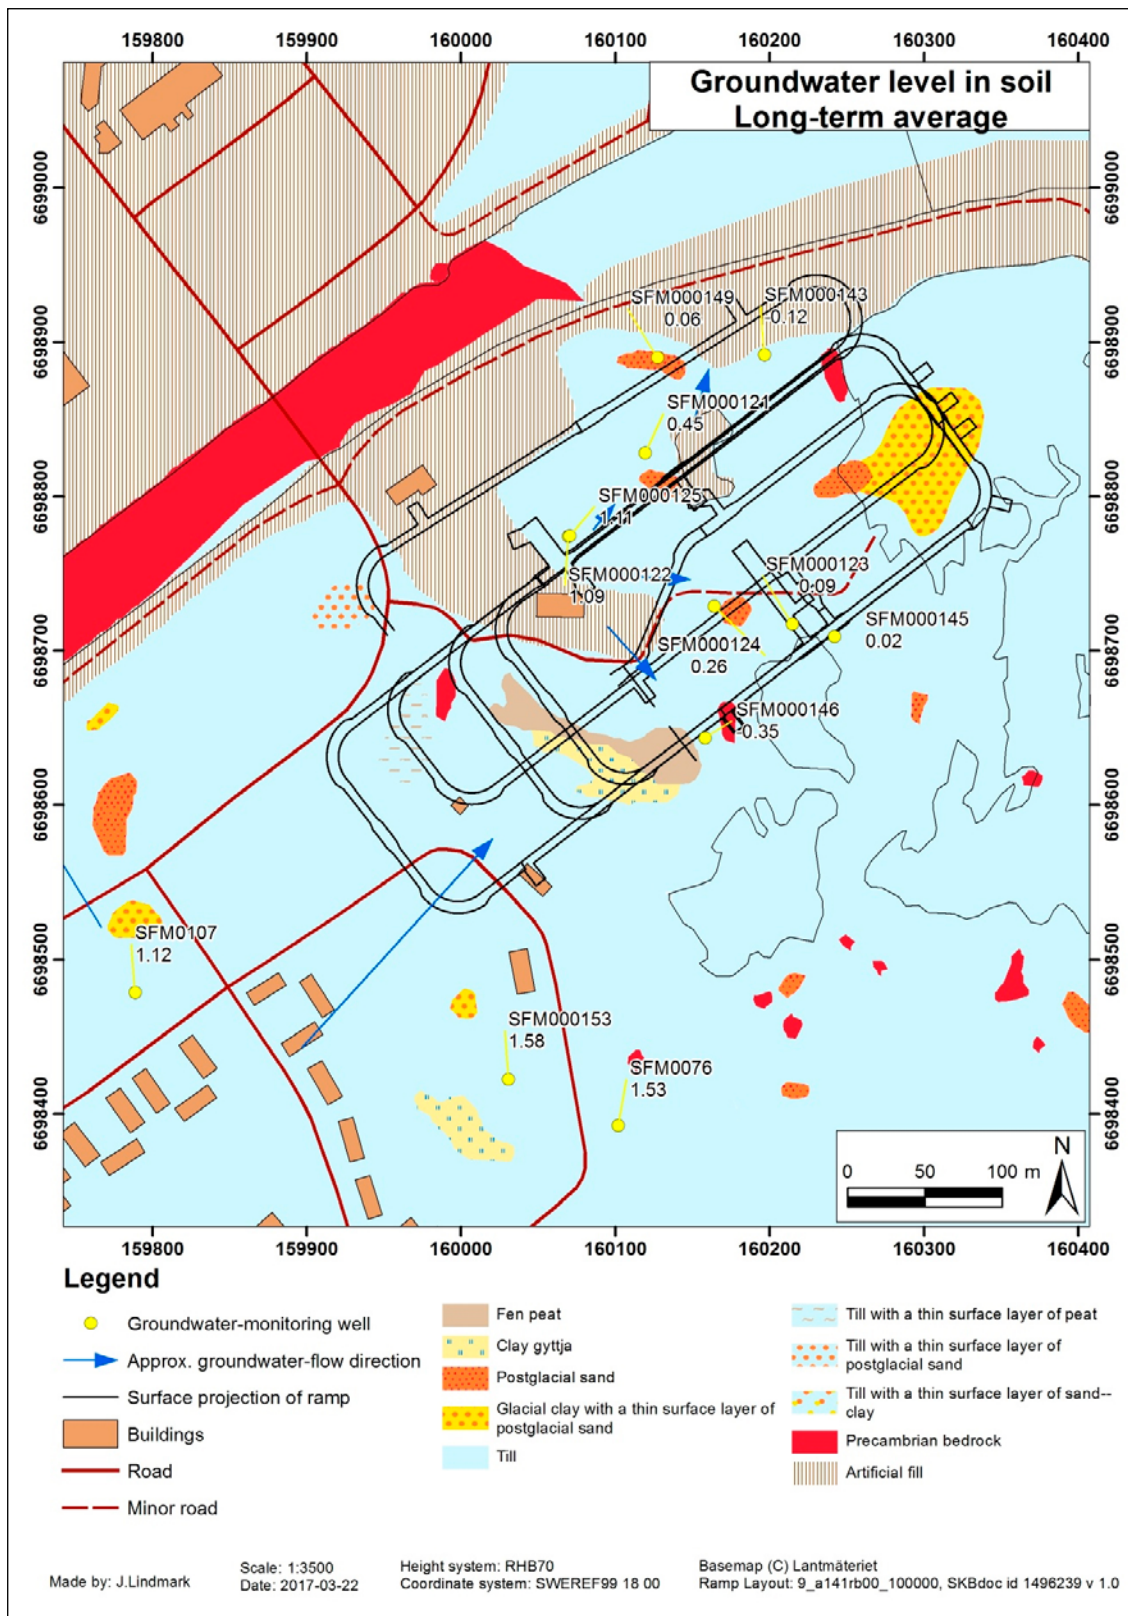 159800 159900 160000 160100 160200 160300 160400
Groundwater level in soil
Long-term average
6699000
6698900
6698800
6698700
6698600
6698500
6698400
6699000
6698900
6698800
6698700
6698600
6698500
6698400
SFM000149
0.06
SFM000143
-0.12
SFM000121
0.45
SFM000125
1.11
SFM000122
1.09
SFM000123
0.09
SFM000145
0.02
SFM000124
0.26
SFM000146
-0.35
SFM0107
1.12
SFM000153
1.58
SFM0076
1.53
0 50 100 m
N
159800 159900 160000 160100 160200 160300 160400
Legend
Groundwater-monitoring well
Approx. groundwater-flow direction
Surface projection of ramp
Buildings
Road
Minor road
Fen peat
Clay gyttja
Postglacial sand
Glacial clay with a thin surface layer of
postglacial sand
Till
Till with a thin surface layer of peat
Till with a thin surface layer of
postglacial sand
Till with a thin surface layer of sand--
clay
Precambrian bedrock
Artificial fill
Made by: J.Lindmark
Scale: 1:3500
Date: 2017-03-22
Height system: RHB70
Coordinate system: SWEREF99 18 00
Basemap (C) Lantmäteriet
Ramp Layout: 9_a141rb00_100000, SKBdoc id 1496239 v 1.0